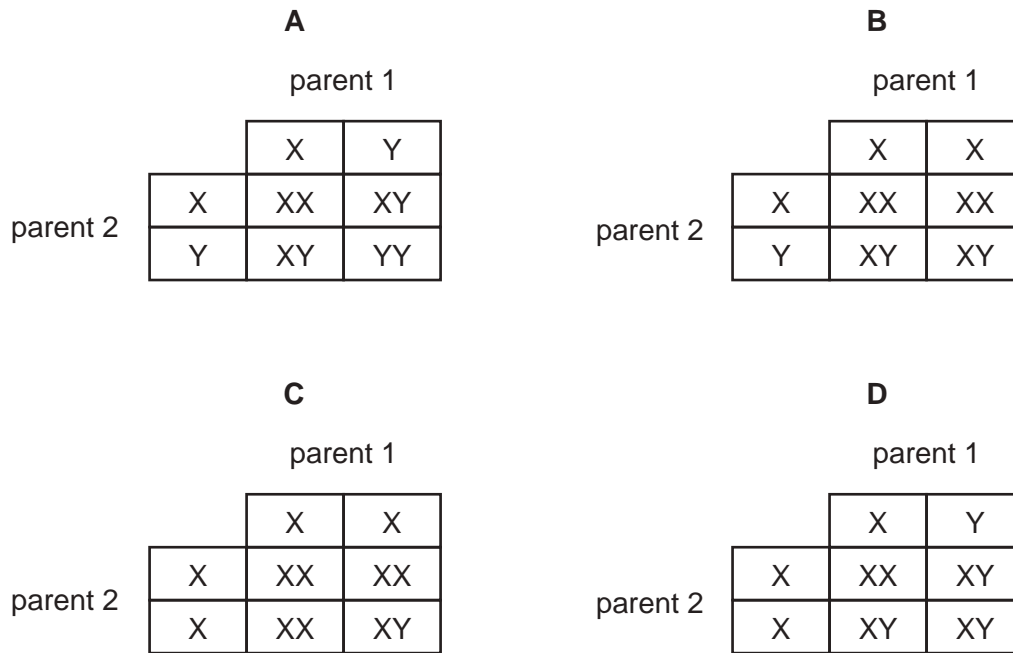 A
parent 1
X Y
X XX XY
parent 2
Y XY YY
B
parent 1
X X
X XX XX
parent 2
Y XY XY
C
parent 1
X X
X XX XX
parent 2
X XX XY
D
parent 1
X Y
X XX XY
parent 2
X XY XY